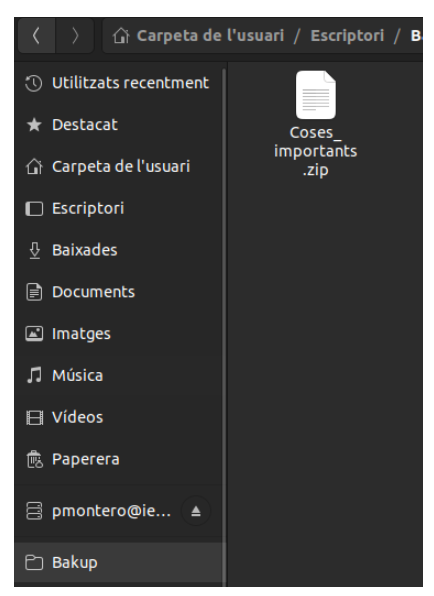 Carpeta de l'usuari / Escriptori / B
Utilitzats recentment
Destacat
Carpeta de l'usuari
Escriptori
Baixades
Documents
Imatges
Música
Vídeos
Paperera
pmontero@ie...
Bakup
Coses_
importants
.zip